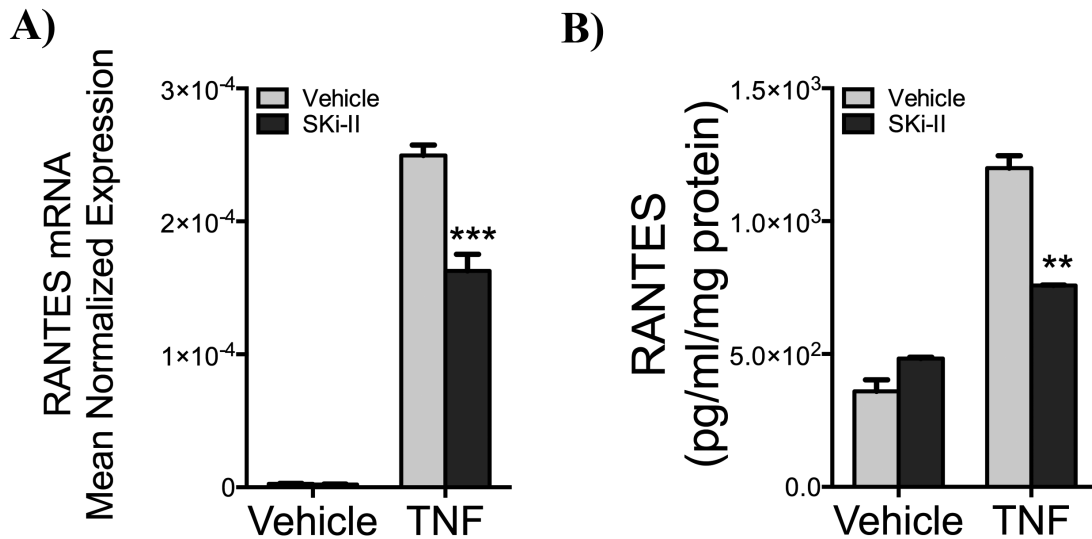 A)
RANTES mRNA
Mean Normalized Expression
3×10⁻⁴
2×10⁻⁴
1×10⁻⁴
0
Vehicle
SKi-II
***
Vehicle
TNF
B)
RANTES
(pg/ml/mg protein)
1.5×10³
1.0×10³
5.0×10²
0.0
Vehicle
SKi-II
**
Vehicle
TNF